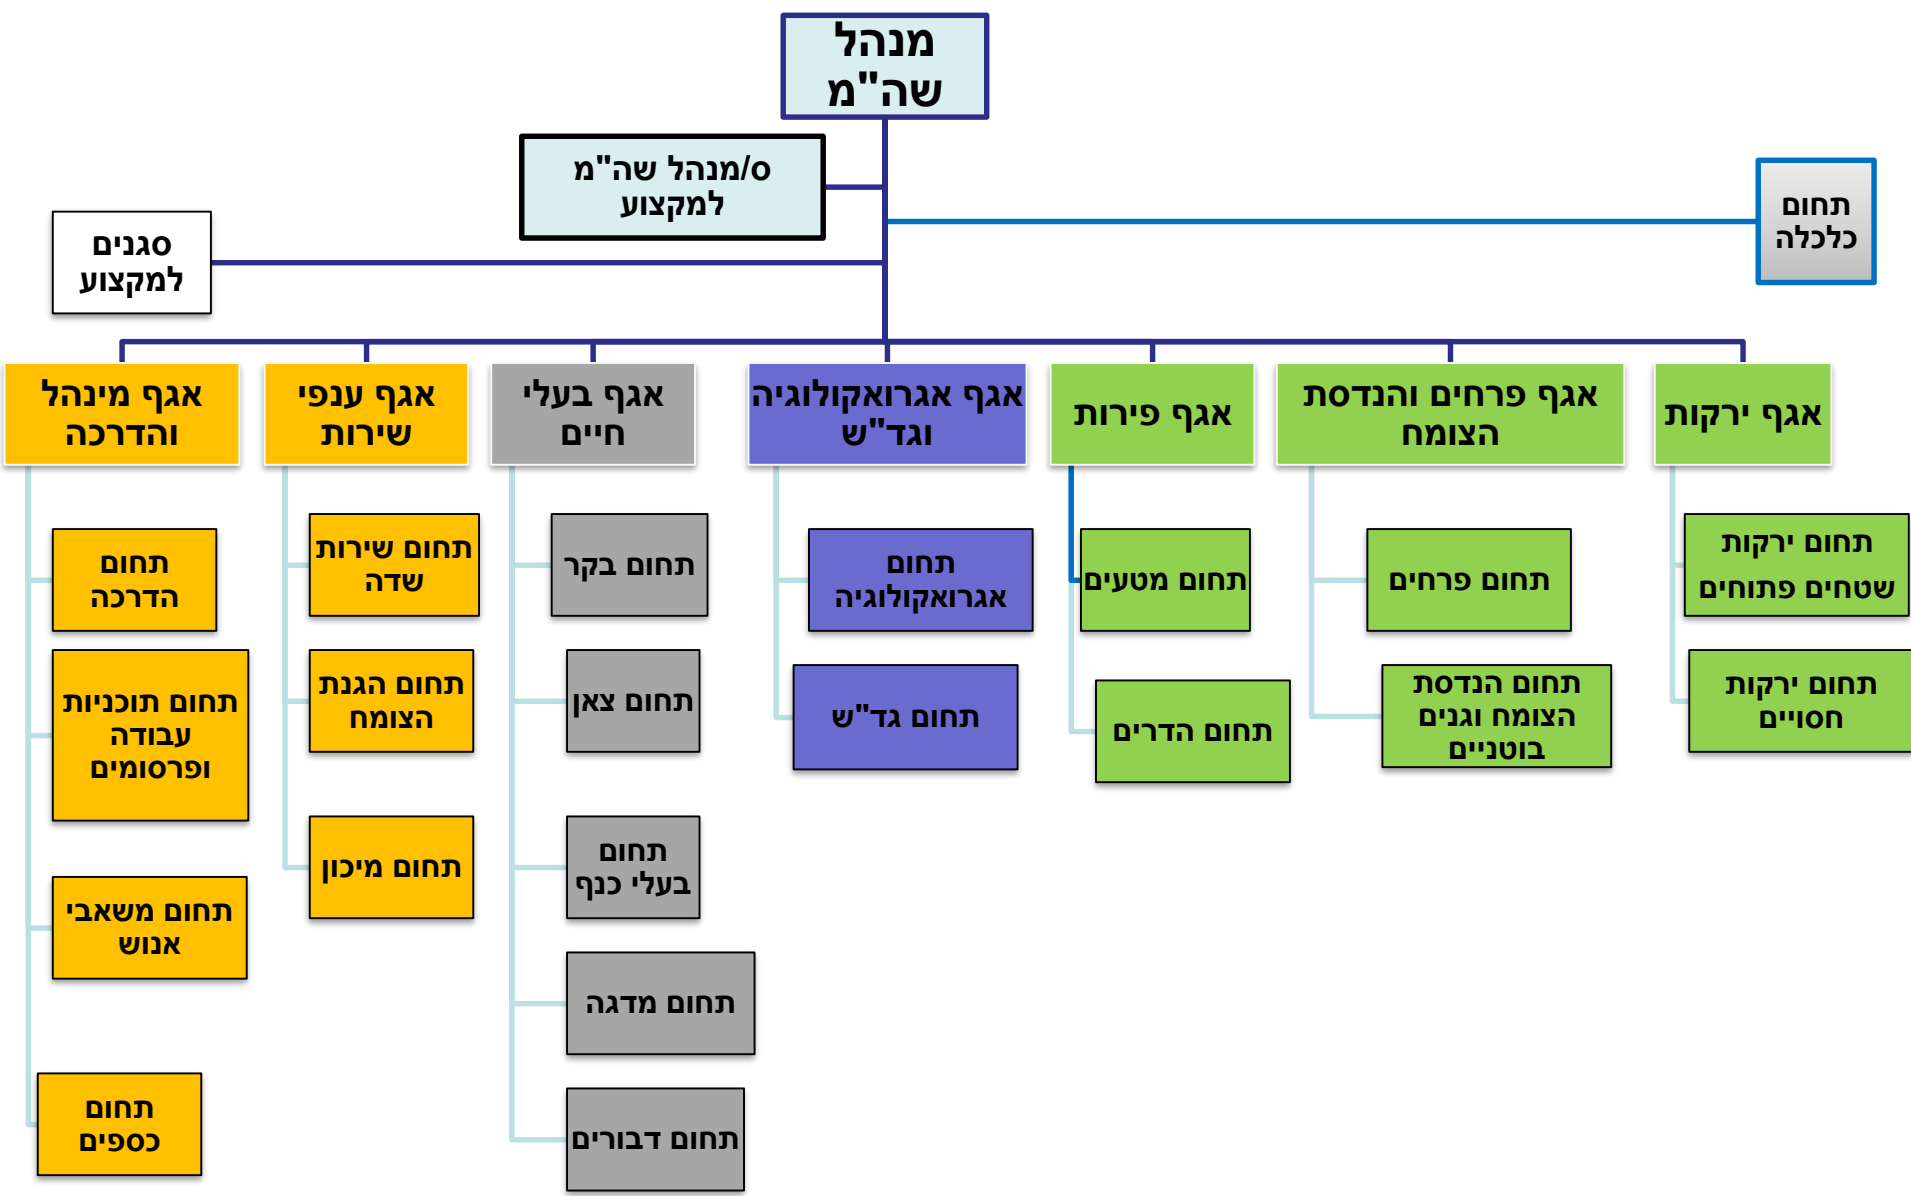 מנהל
שה"מ
ס/מנהל שה"מ
למקצוע
תחום
כלכלה
סגנים
למקצוע
אגף ירקות
אגף פרחים והנדסת
הצומח
אגף פירות
אגף אגרואקולוגיה
וגד"ש
אגף בעלי
חיים
אגף ענפי
שירות
אגף מינהל
והדרכה
תחום ירקות
שטחים פתוחים
תחום ירקות
חסויים
תחום פרחים
תחום הנדסת
הצומח וגנים
בוטניים
תחום מטעים
תחום הדרים
תחום
אגרואקולוגיה
תחום גד"ש
תחום בקר
תחום צאן
תחום
בעלי כנף
תחום מדגה
תחום דבורים
תחום שירות
שדה
תחום הגנת
הצומח
תחום מיכון
תחום
הדרכה
תחום תוכניות
עבודה
ופרסומים
תחום משאבי
אנוש
תחום
כספים